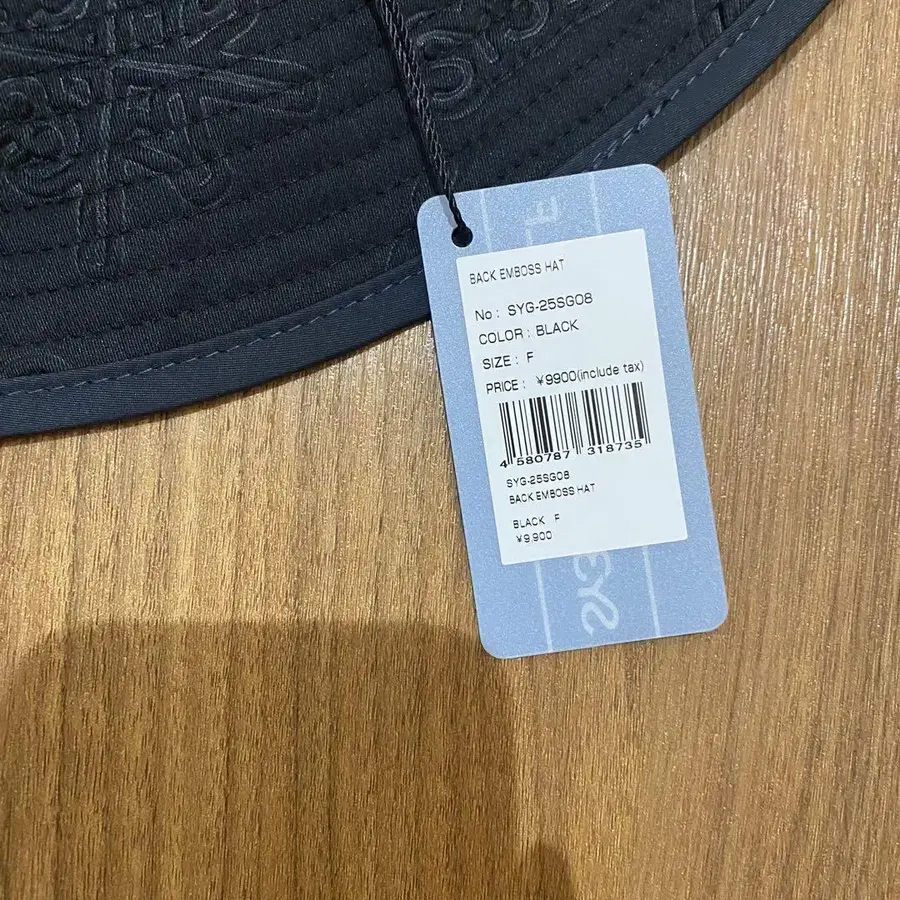 BACK EMBOSS HAT
No : SYG-25SG08
COLOR : BLACK
SIZE : F
PRICE : ¥9900(include tax)
4 580787 318735
SYG-25SG08
BACK EMBOSS HAT
BLACK F
¥9,900